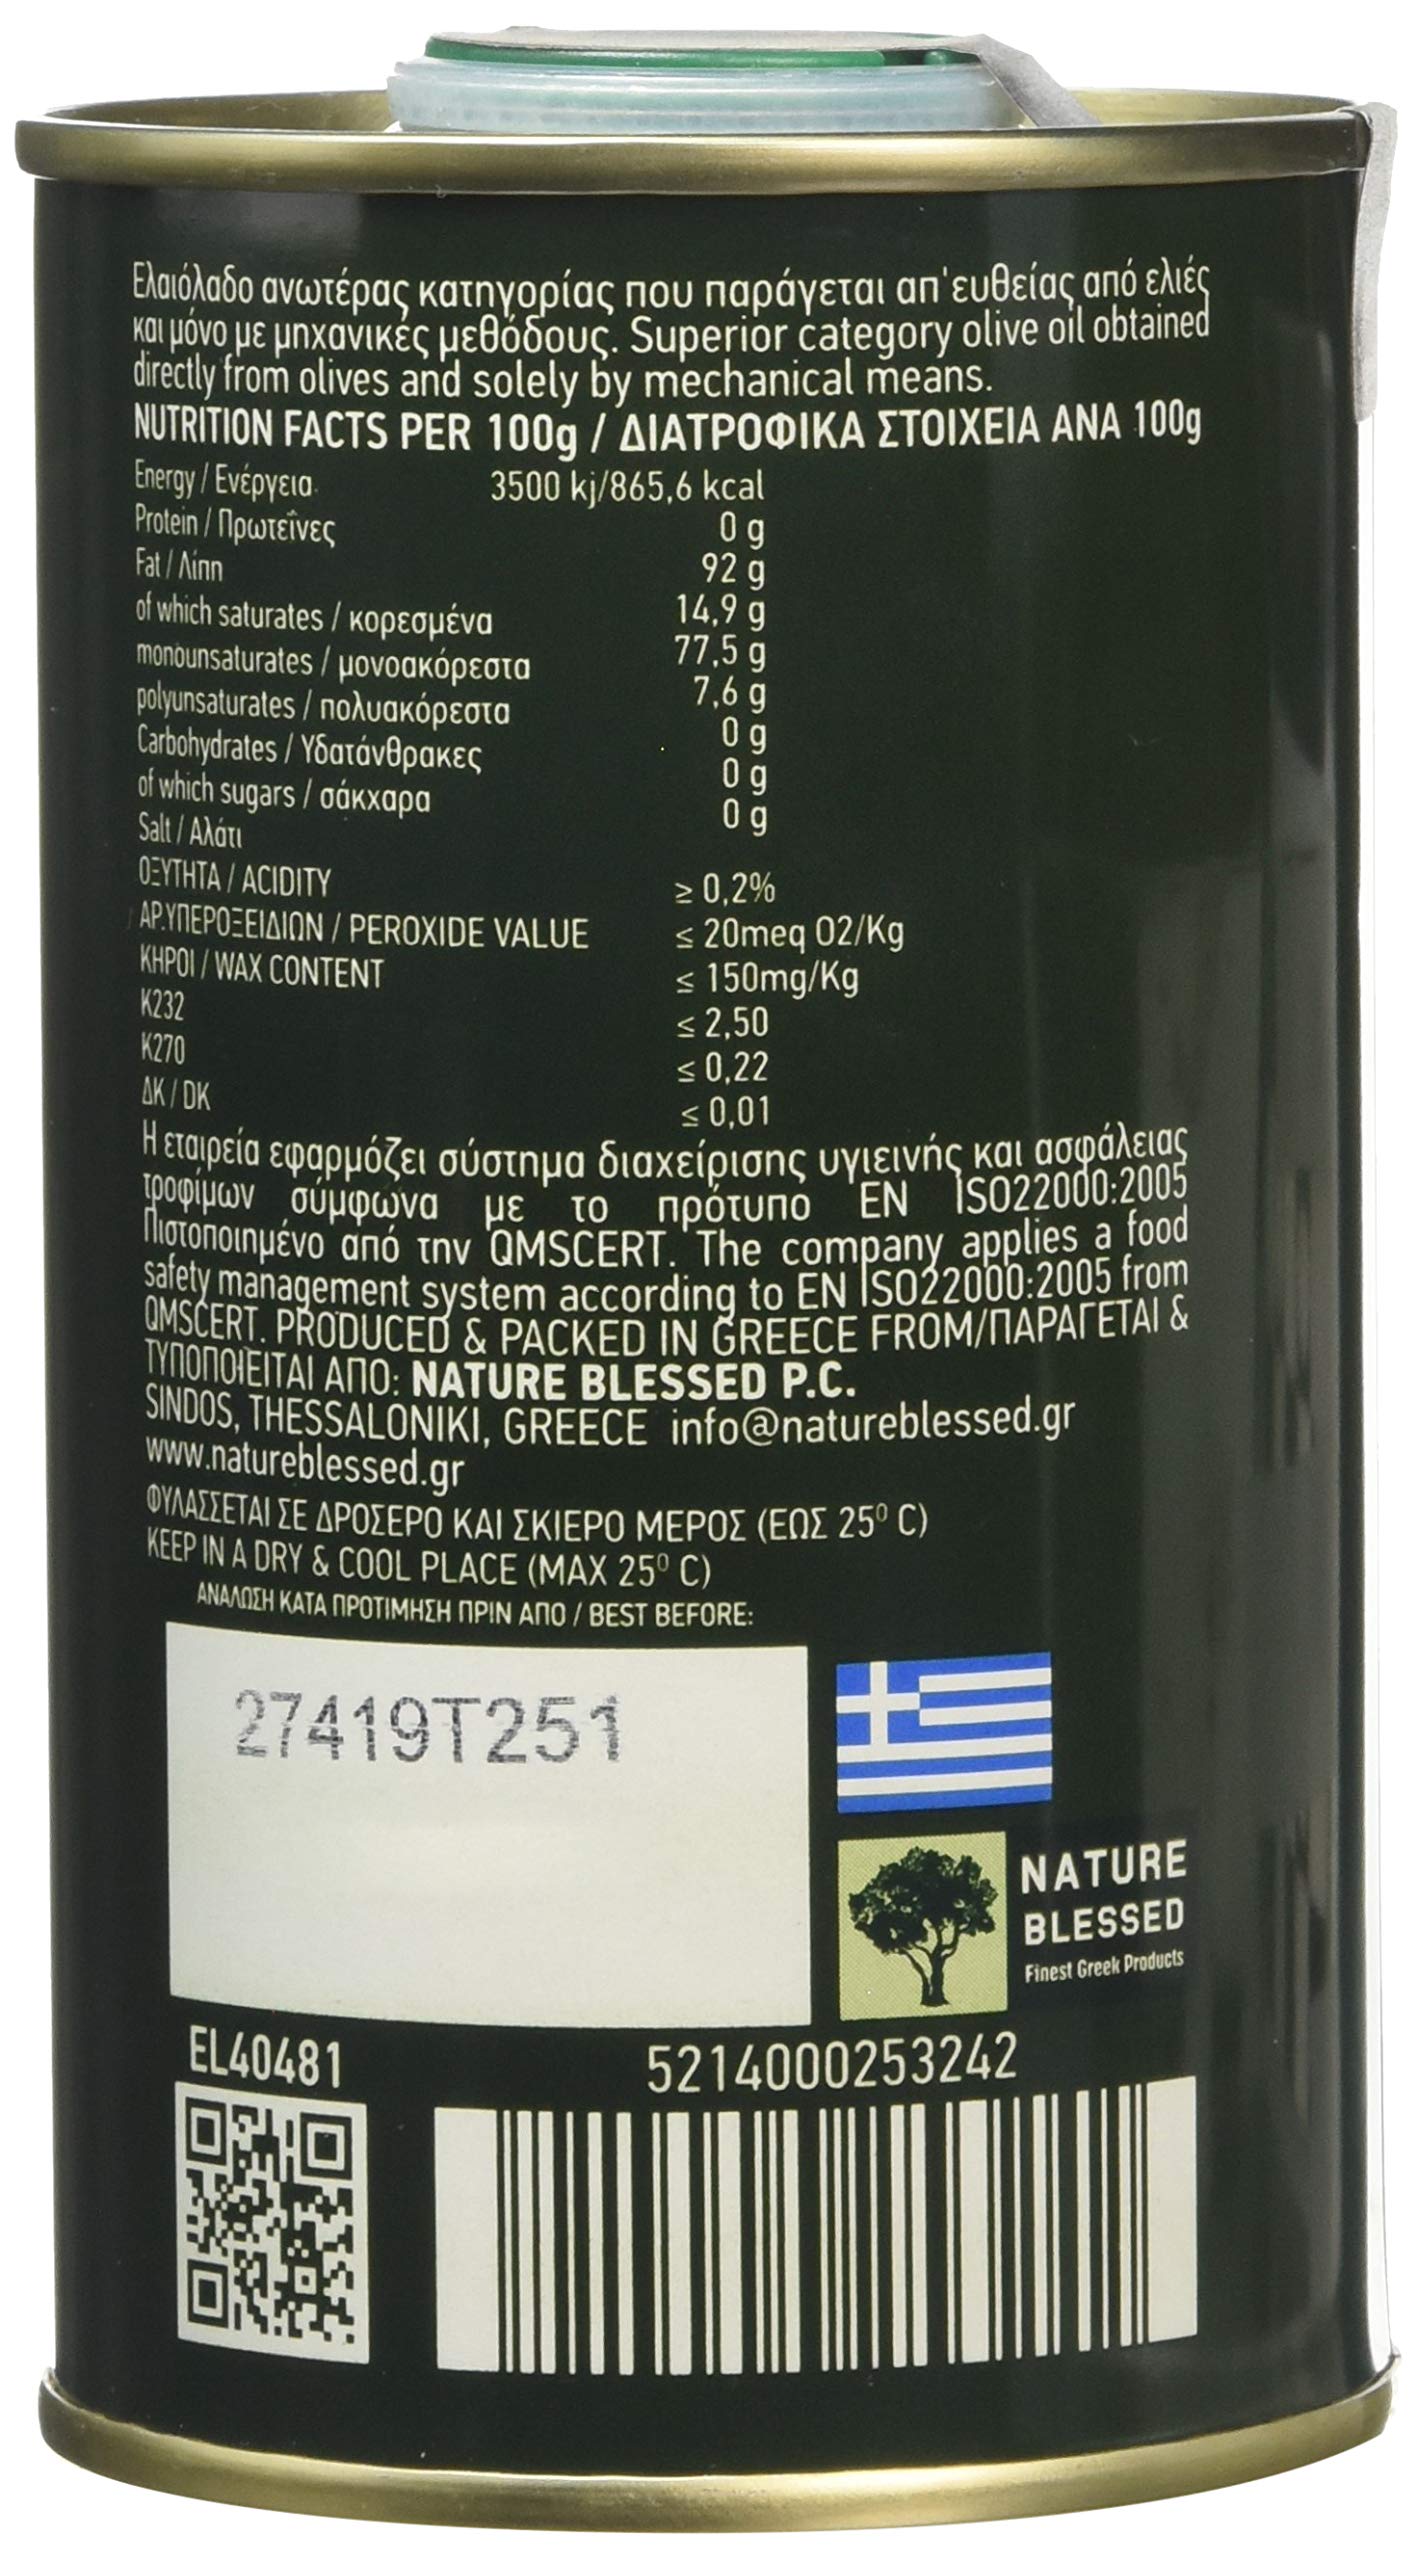 Ελαιόλαδο ανωτέρας κατηγορίας που παράγεται απ'ευθείας από ελιές
και μόνο με μηχανικές μεθόδους. Superior category olive oil obtained
directly from olives and solely by mechanical means.
NUTRITION FACTS PER 100g / ΔΙΑΤΡΟΦΙΚΑ ΣΤΟΙΧΕΙΑ ΑΝΑ 100g
Energy / Ενέργεια 3500 kj/865,6 kcal
Protein / Πρωτεΐνες 0 g
Fat / Λίπη 92 g
of which saturates / κορεσμένα 14,9 g
monounsaturates / μονοακόρεστα 77,5 g
polyunsaturates / πολυακόρεστα 7,6 g
Carbohydrates / Υδατάνθρακες 0 g
of which sugars / σάκχαρα 0 g
Salt / Αλάτι 0 g
ΟΞΥΤΗΤΑ / ACIDITY ≥ 0,2%
ΑΡ.ΥΠΕΡΟΞΕΙΔΙΩΝ / PEROXIDE VALUE ≤ 20meq O2/Kg
ΚΗΡΟΙ / WAX CONTENT ≤ 150mg/Kg
K232 ≤ 2,50
K270 ≤ 0,22
ΔΚ / DK ≤ 0,01
Η εταιρεία εφαρμόζει σύστημα διαχείρισης υγιεινής και ασφάλειας
τροφίμων σύμφωνα με το πρότυπο EN ISO22000:2005
Πιστοποιημένο από την QMSCERT. The company applies a food
safety management system according to EN ISO22000:2005 from
QMSCERT. PRODUCED & PACKED IN GREECE FROM/ΠΑΡΑΓΕΤΑΙ &
ΤΥΠΟΠΟΙΕΙΤΑΙ ΑΠΟ: NATURE BLESSED P.C.
SINDOS, THESSALONIKI, GREECE info@natureblessed.gr
www.natureblessed.gr
ΦΥΛΑΣΣΕΤΑΙ ΣΕ ΔΡΟΣΕΡΟ ΚΑΙ ΣΚΙΕΡΟ ΜΕΡΟΣ (ΕΩΣ 25⁰ C)
KEEP IN A DRY & COOL PLACE (MAX 25⁰ C)
ΑΝΑΛΩΣΗ ΚΑΤΑ ΠΡΟΤΙΜΗΣΗ ΠΡΙΝ ΑΠΟ / BEST BEFORE:
27419T251
NATURE
BLESSED
Finest Greek Products
EL40481
5214000253242